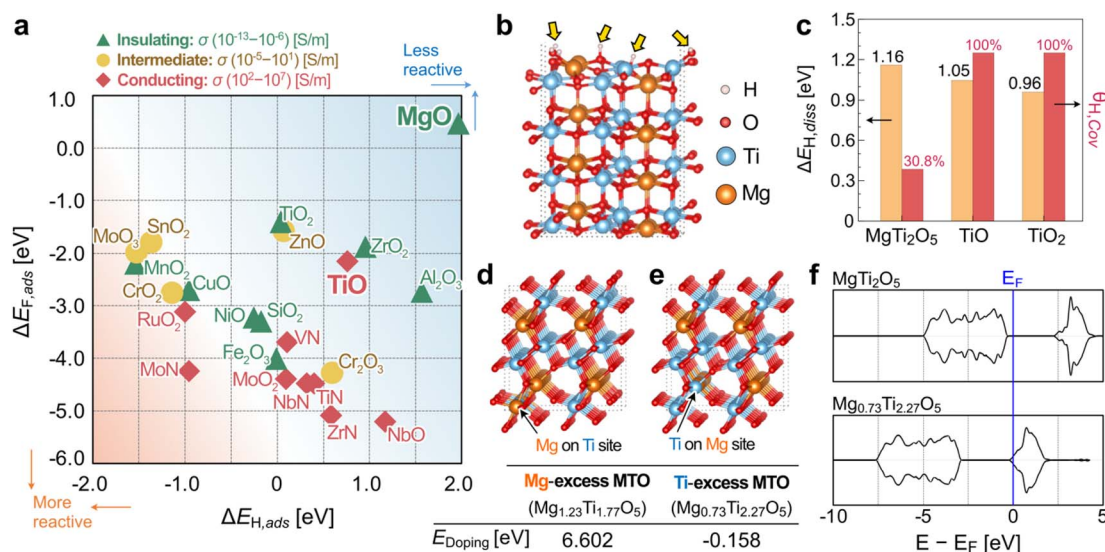 a
Insulating: σ (10⁻¹³–10⁻⁶) [S/m]
Intermediate: σ (10⁻⁵–10¹) [S/m]
Conducting: σ (10²–10⁷) [S/m]
Less
reactive
1.0
0.0
-1.0
-2.0
-3.0
-4.0
-5.0
-6.0
ΔE_F,ads [eV]
MgO
TiO₂
SnO₂
MoO₃
ZnO
ZrO₂
MnO₂
TiO
Al₂O₃
CuO
CrO₂
RuO₂
NiO
SiO₂
VN
Fe₂O₃
MoN
MoO₂
Cr₂O₃
NbN
TiN
ZrN
NbO
-2.0 -1.0 0.0 1.0 2.0
More
reactive
ΔE_H,ads [eV]
b
H
O
Ti
Mg
c
1.5
1.2
0.9
0.6
0.3
0
ΔE_H,diss [eV]
1.16
30.8%
1.05
100%
0.96
100%
θ_H,Cov
MgTi₂O₅ TiO TiO₂
d
Mg on Ti site
e
Ti on Mg site
Mg-excess MTO Ti-excess MTO
(Mg₁.₂₃Ti₁.₇₇O₅) (Mg₀.₇₃Ti₂.₂₇O₅)
E_Doping [eV] 6.602 -0.158
f
E_F
MgTi₂O₅
Mg₀.₇₃Ti₂.₂₇O₅
-10 -5 0 5
E − E_F [eV]